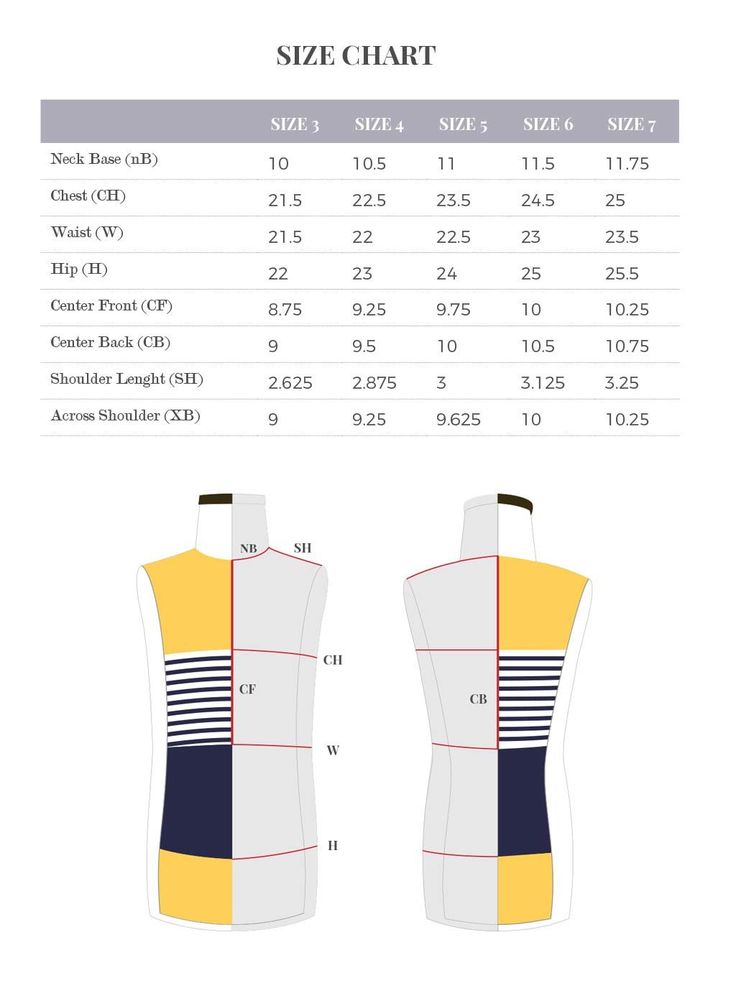 SIZE CHART
SIZE 3 SIZE 4 SIZE 5 SIZE 6 SIZE 7
Neck Base (nB) 10 10.5 11 11.5 11.75
Chest (CH) 21.5 22.5 23.5 24.5 25
Waist (W) 21.5 22 22.5 23 23.5
Hip (H) 22 23 24 25 25.5
Center Front (CF) 8.75 9.25 9.75 10 10.25
Center Back (CB) 9 9.5 10 10.5 10.75
Shoulder Lenght (SH) 2.625 2.875 3 3.125 3.25
Across Shoulder (XB) 9 9.25 9.625 10 10.25
NB SH
CH
CF CB
W
H